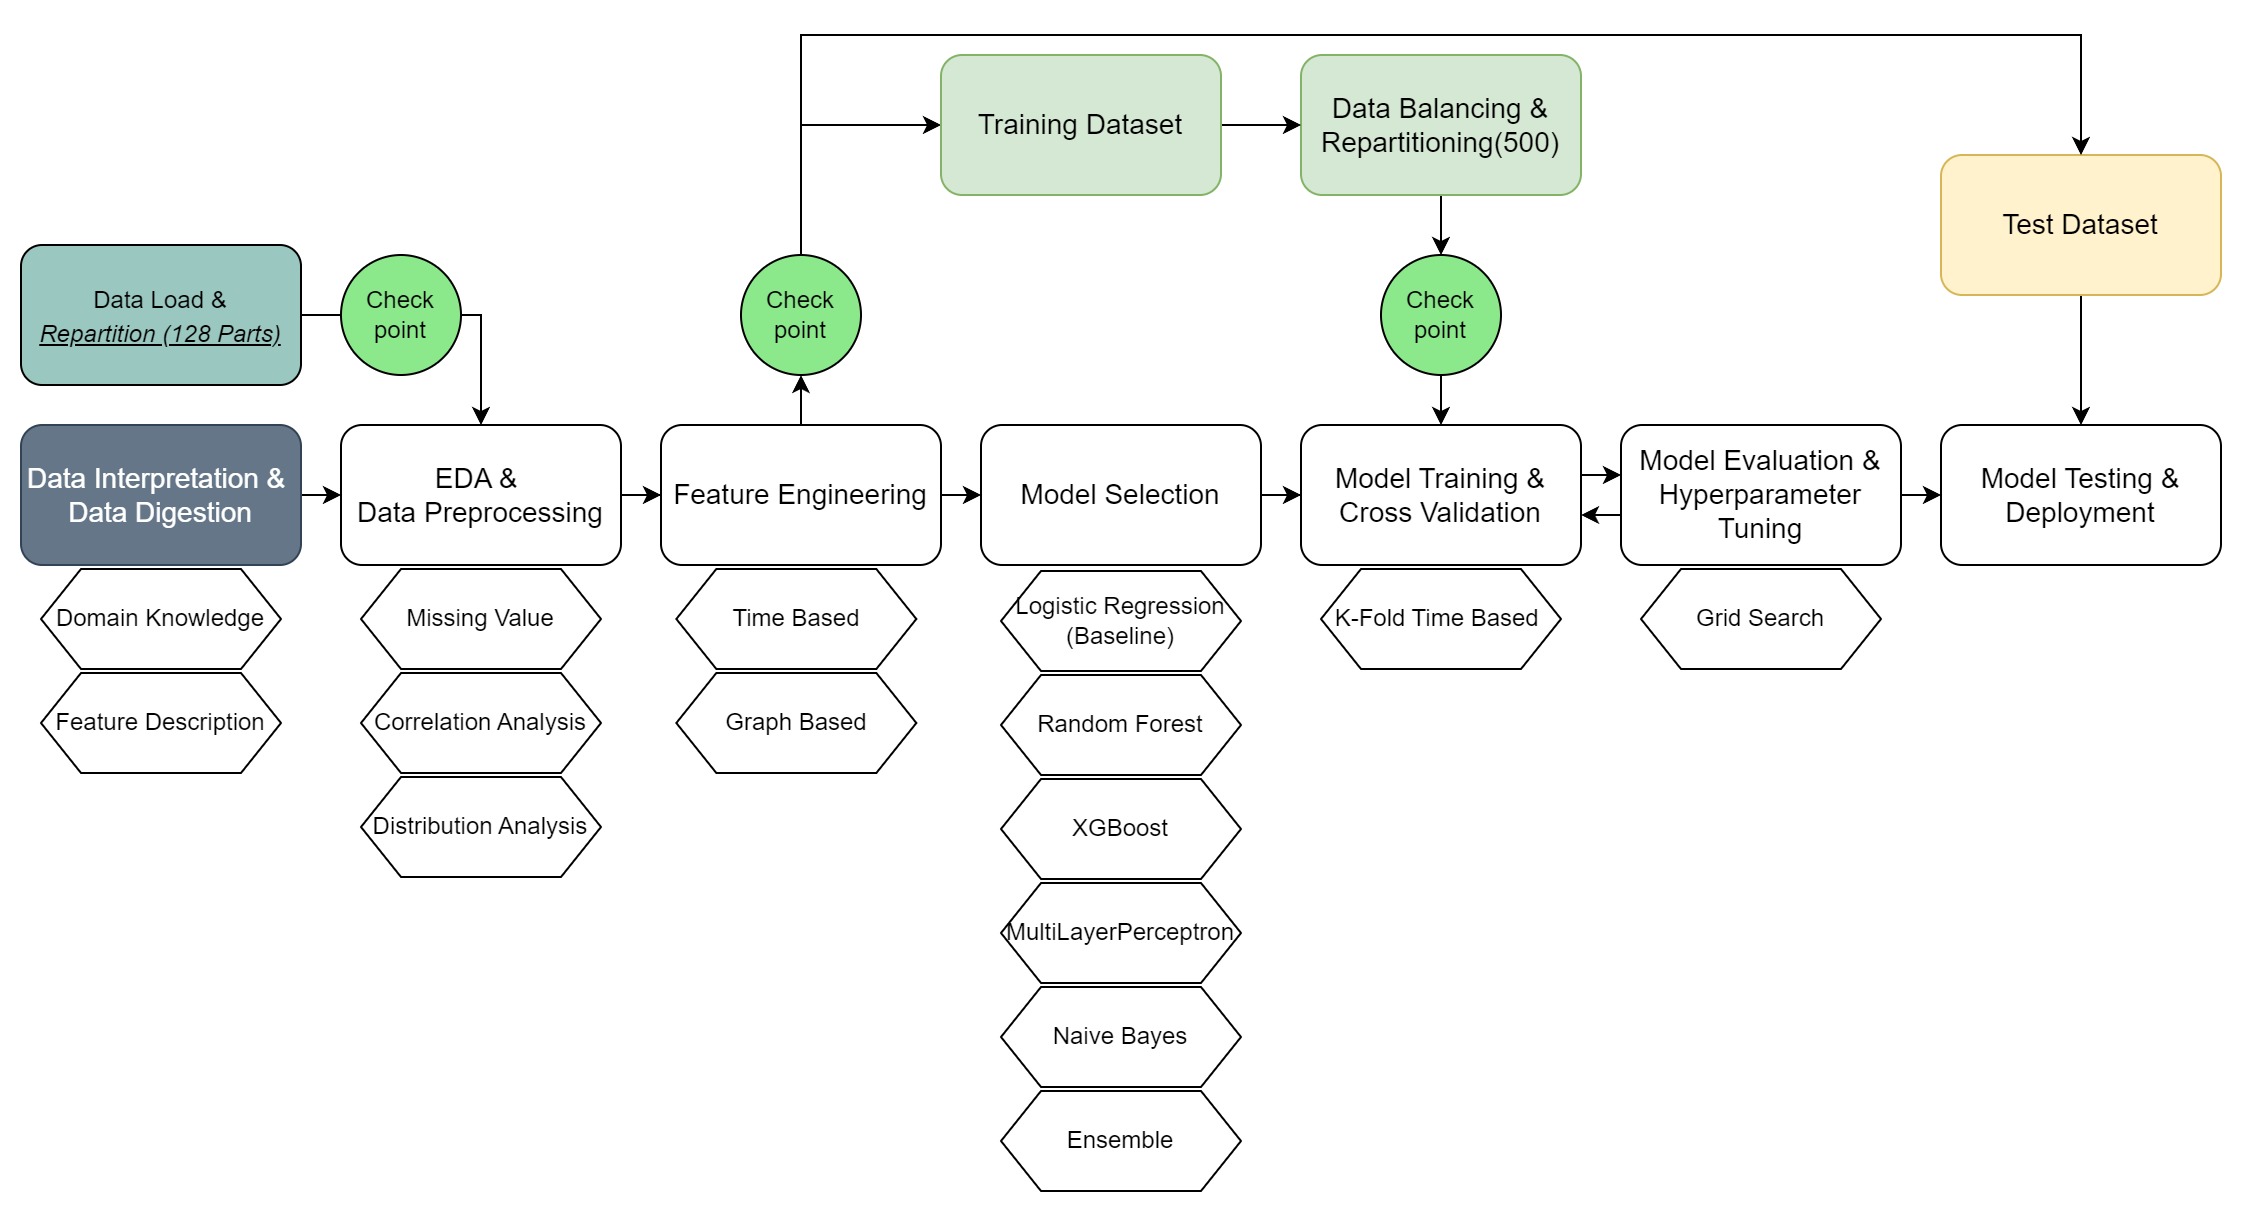 Training Dataset
Data Balancing &
Repartitioning(500)
Test Dataset
Data Load &
Repartition (128 Parts)
Check
point
Check
point
Check
point
Data Interpretation &
Data Digestion
EDA &
Data Preprocessing
Feature Engineering
Model Selection
Model Training &
Cross Validation
Model Evaluation &
Hyperparameter
Tuning
Model Testing &
Deployment
Domain Knowledge
Feature Description
Missing Value
Correlation Analysis
Distribution Analysis
Time Based
Graph Based
Logistic Regression
(Baseline)
Random Forest
XGBoost
MultiLayerPerceptron
Naive Bayes
Ensemble
K-Fold Time Based
Grid Search